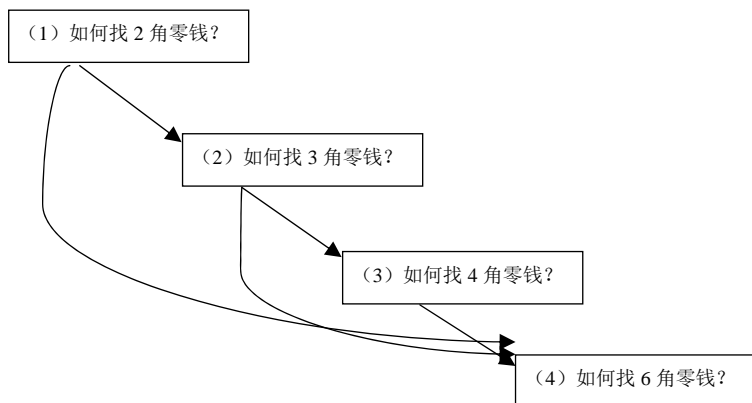 （1）如何找 2 角零钱？
（2）如何找 3 角零钱？
（3）如何找 4 角零钱？
（4）如何找 6 角零钱？